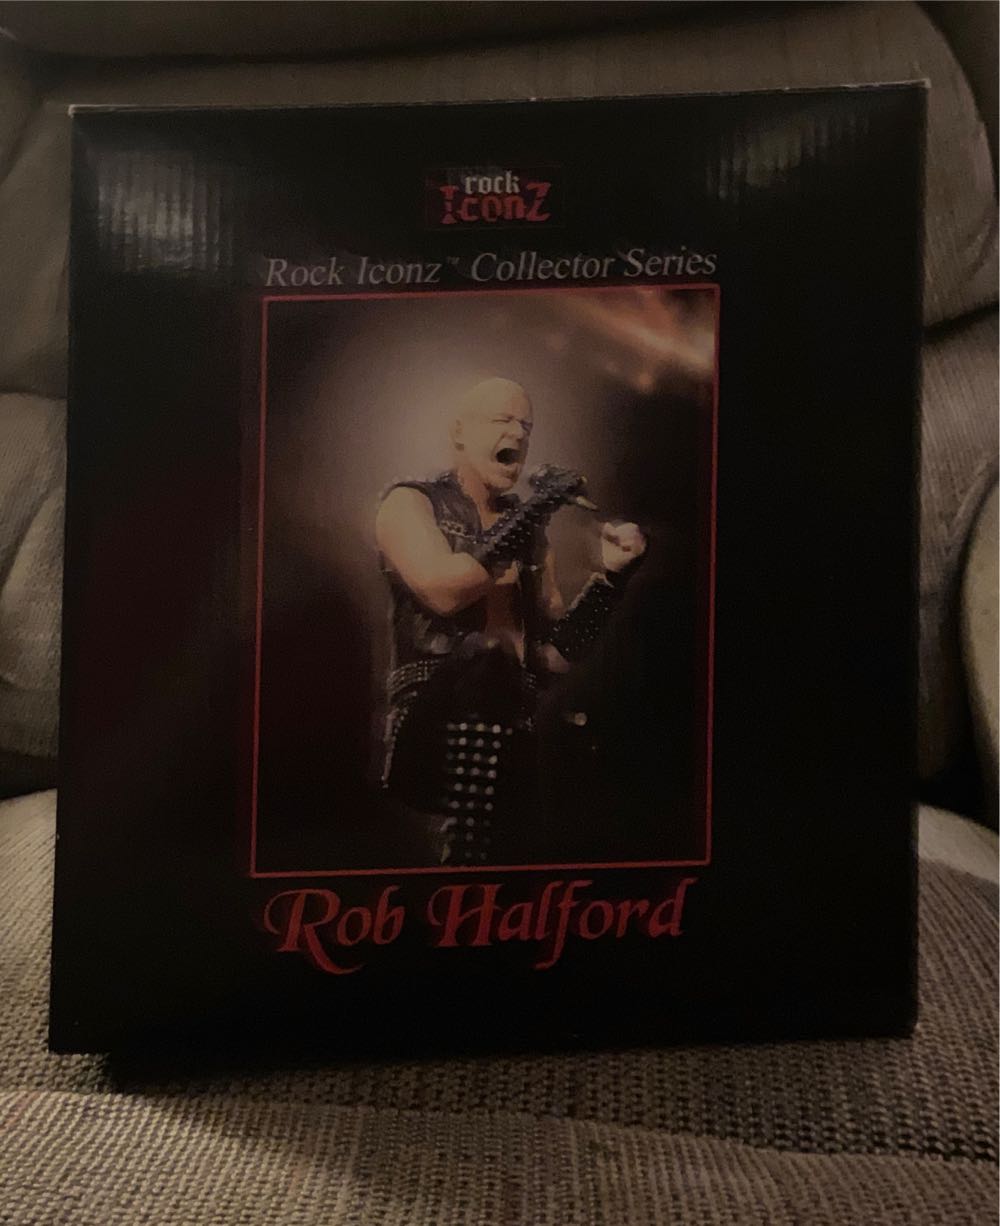 rock
IconZ
Rock Iconz™ Collector Series
Rob Halford